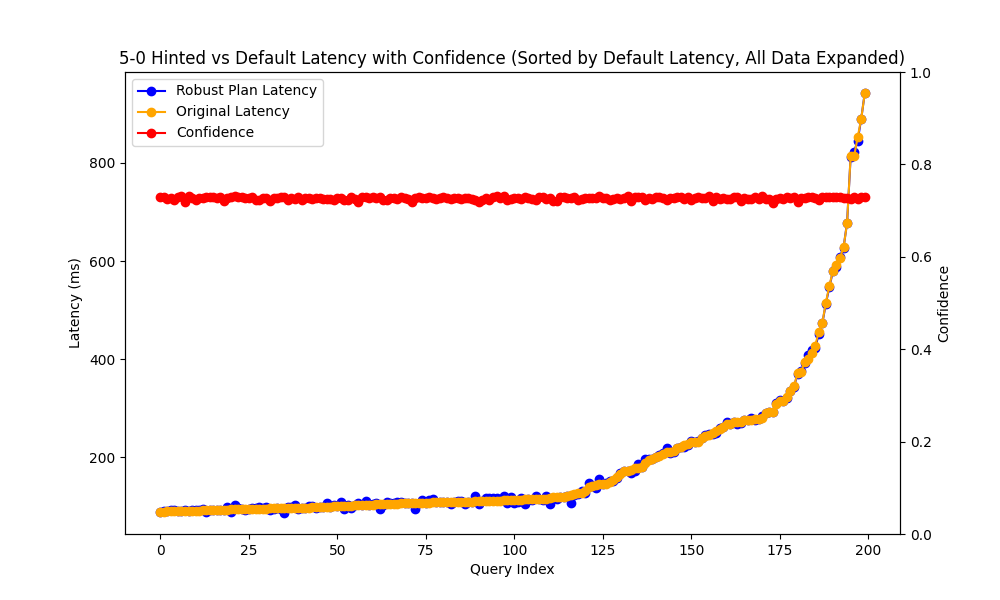 5-0 Hinted vs Default Latency with Confidence (Sorted by Default Latency, All Data Expanded)
Robust Plan Latency
Original Latency
Confidence
Latency (ms)
800
600
400
200
1.0
0.8
0.6
0.4
0.2
0.0
Confidence
0 25 50 75 100 125 150 175 200
Query Index